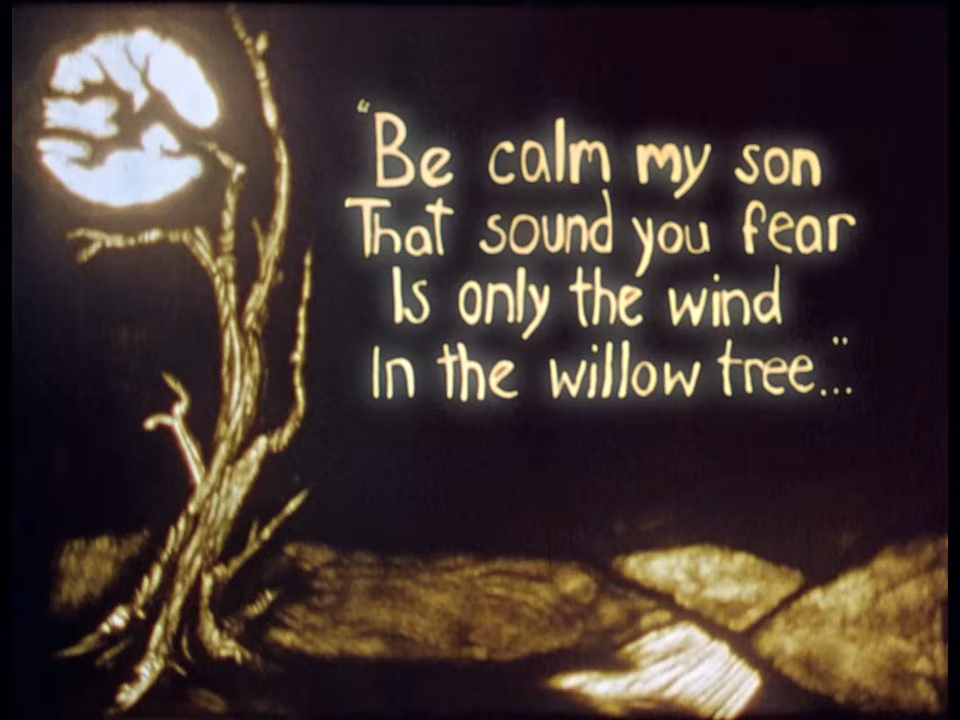 "Be calm my son
That sound you fear
Is only the wind
In the willow tree..."